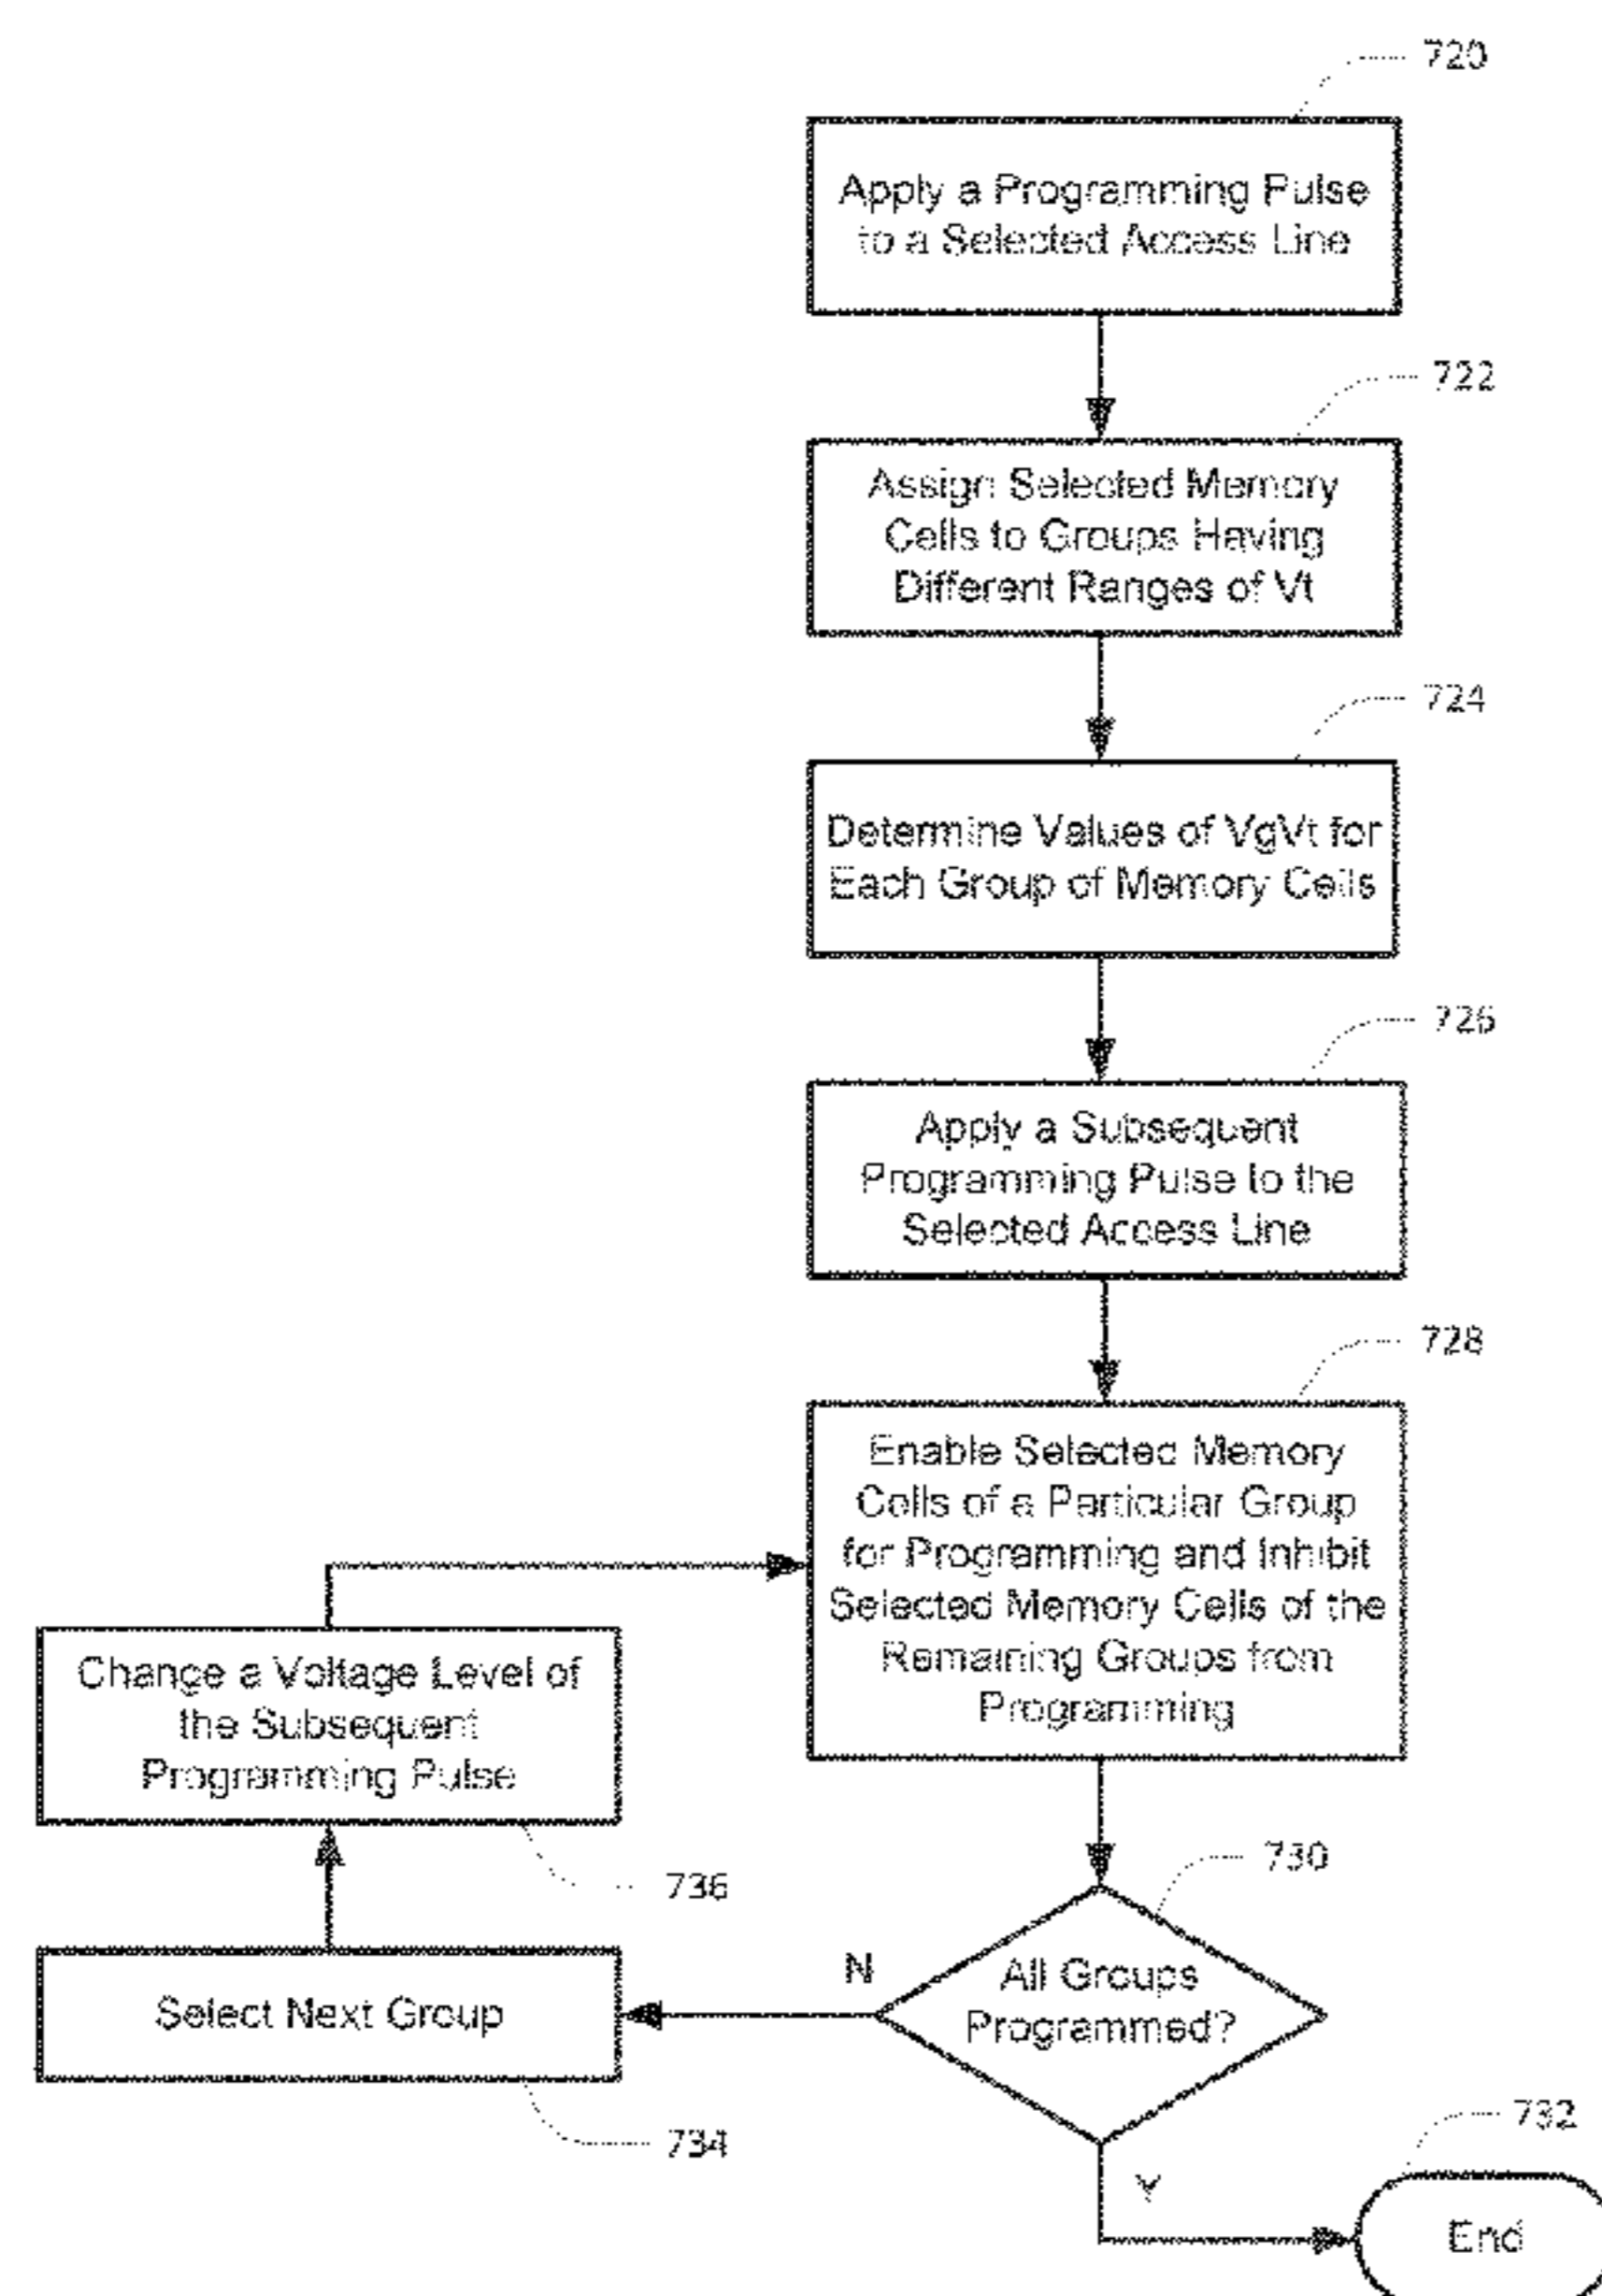 720
Apply a Programming Pulse
to a Selected Access Line
722
Assign Selected Memory
Cells to Groups Having
Different Ranges of Vt
724
Determine Values of VgVt for
Each Group of Memory Cells
726
Apply a Subsequent
Programming Pulse to the
Selected Access Line
728
Enable Selected Memory
Cells of a Particular Group
for Programming and Inhibit
Selected Memory Cells of the
Remaining Groups from
Programming
Change a Voltage Level of
the Subsequent
Programming Pulse
736
730
All Groups
Programmed?
N
Select Next Group
734
Y
732
End